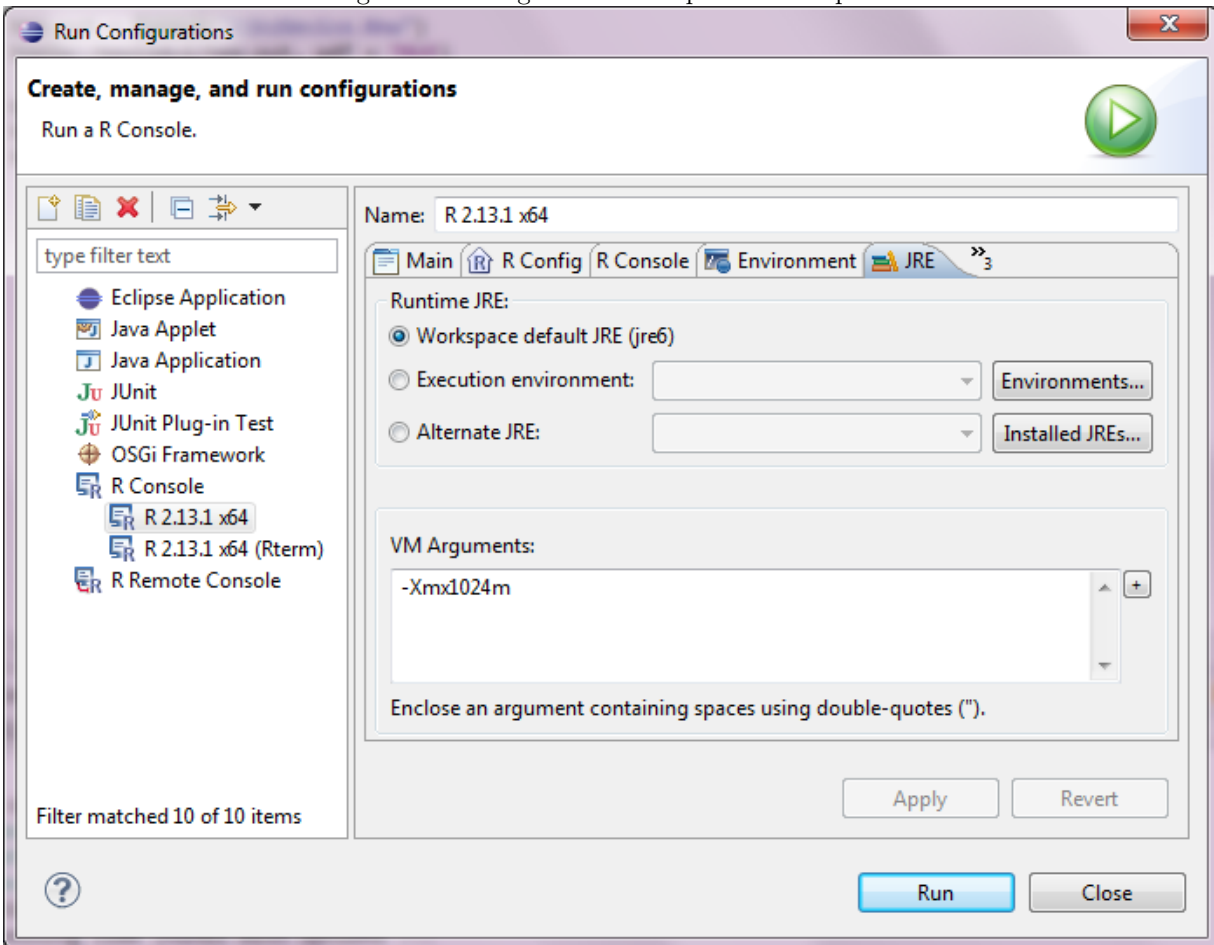 Run Configurations
Create, manage, and run configurations
Run a R Console.
type filter text
Eclipse Application
Java Applet
Java Application
JUnit
JUnit Plug-in Test
OSGi Framework
R Console
R 2.13.1 x64
R 2.13.1 x64 (Rterm)
R Remote Console
Filter matched 10 of 10 items
Name: R 2.13.1 x64
Main R Config R Console Environment JRE »3
Runtime JRE:
Workspace default JRE (jre6)
Execution environment: Environments...
Alternate JRE: Installed JREs...
VM Arguments:
-Xmx1024m
+
Enclose an argument containing spaces using double-quotes (").
Apply Revert
Run Close